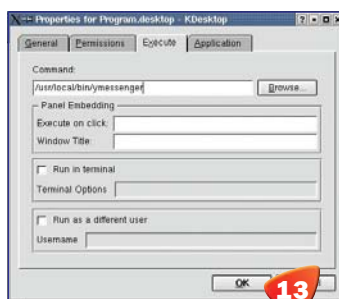 Properties for Program.desktop - KDesktop
General Permissions Execute Application
Command:
/usr/local/bin/ymessenger Browse...
Panel Embedding
Execute on click:
Window Title:
Run in terminal
Terminal Options
Run as a different user
Username
OK
13